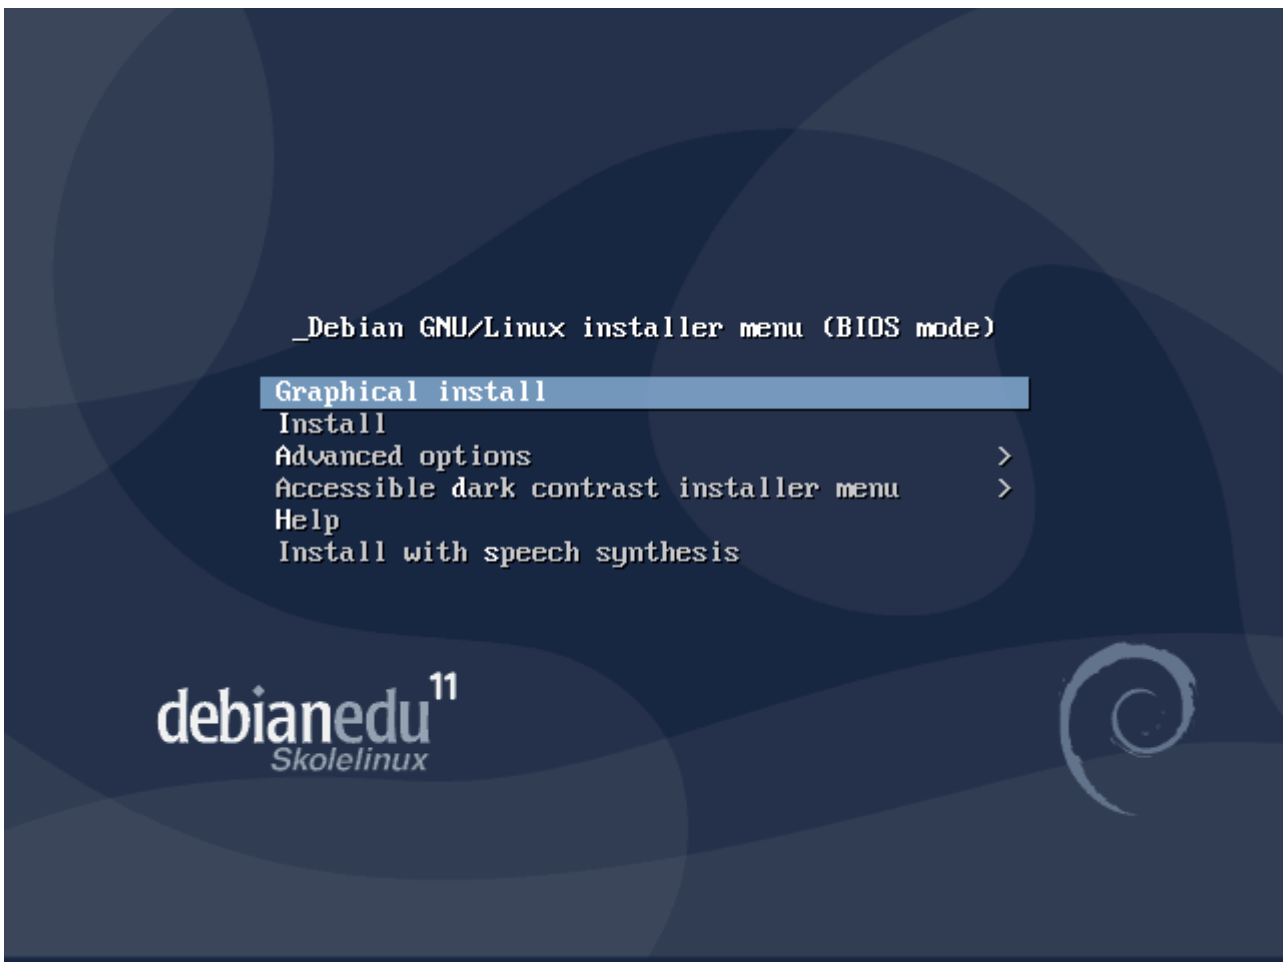 _Debian GNU/Linux installer menu (BIOS mode)
Graphical install
Install
Advanced options >
Accessible dark contrast installer menu >
Help
Install with speech synthesis
debianedu 11
Skolelinux